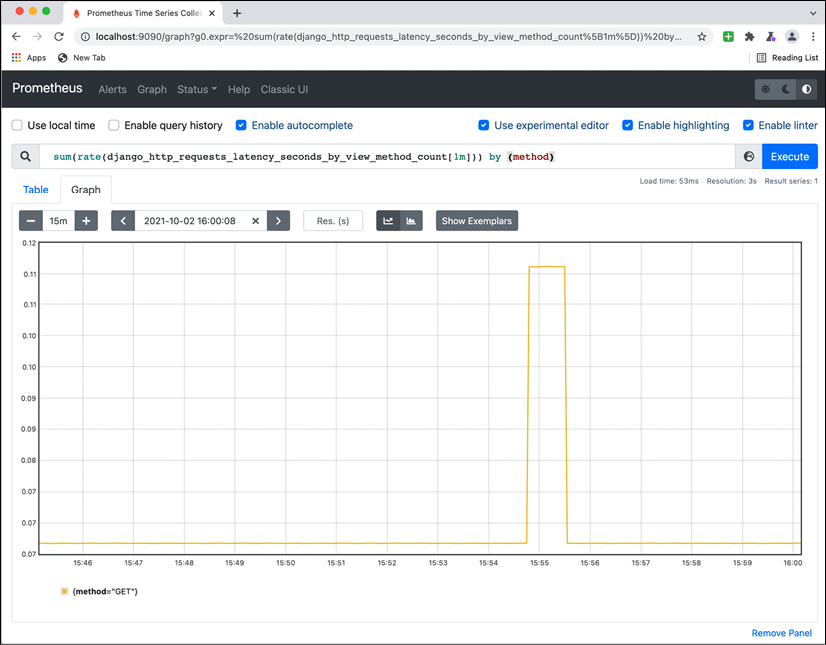 Prometheus Time Series Collec
localhost:9090/graph?g0.expr=%20sum(rate(django_http_requests_latency_seconds_by_view_method_count%5B1m%5D))%20by...
Apps New Tab Reading List
Prometheus Alerts Graph Status Help Classic UI
Use local time Enable query history Enable autocomplete Use experimental editor Enable highlighting Enable linter
sum(rate(django_http_requests_latency_seconds_by_view_method_count[1m])) by (method) Execute
Load time: 53ms Resolution: 3s Result series: 1
Table Graph
15m 2021-10-02 16:00:08 Res. (s) Show Exemplars
0.12
0.11
0.11
0.10
0.10
0.09
0.09
0.08
0.07
0.07
0.07
15:46 15:47 15:48 15:49 15:50 15:51 15:52 15:53 15:54 15:55 15:56 15:57 15:58 15:59 16:00
{method="GET"}
Remove Panel